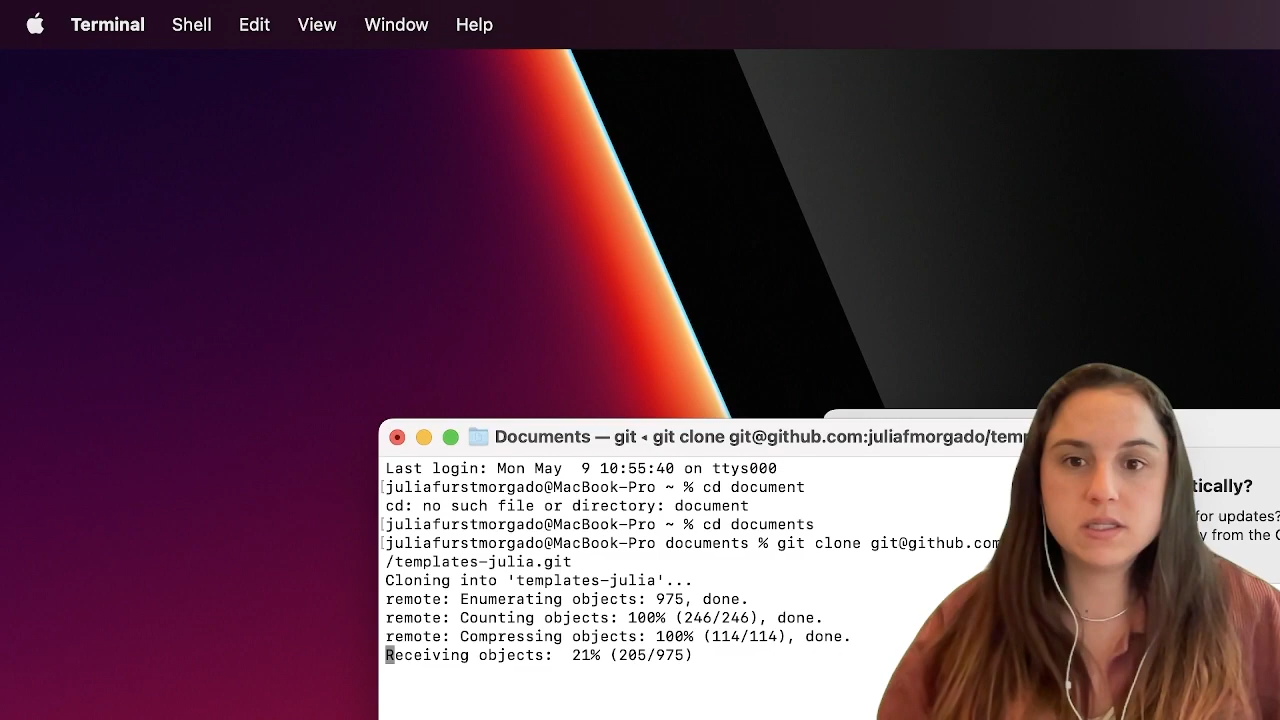 Terminal Shell Edit View Window Help
Documents — git ◂ git clone git@github.com:juliafmorgado/temp
Last login: Mon May  9 10:55:40 on ttys000
[juliafurstmorgado@MacBook-Pro ~ % cd document
cd: no such file or directory: document
[juliafurstmorgado@MacBook-Pro ~ % cd documents
[juliafurstmorgado@MacBook-Pro documents % git clone git@github.com
/templates-julia.git
Cloning into 'templates-julia'...
remote: Enumerating objects: 975, done.
remote: Counting objects: 100% (246/246), done.
remote: Compressing objects: 100% (114/114), done.
Receiving objects:  21% (205/975)
tically?
for updates?
y from the